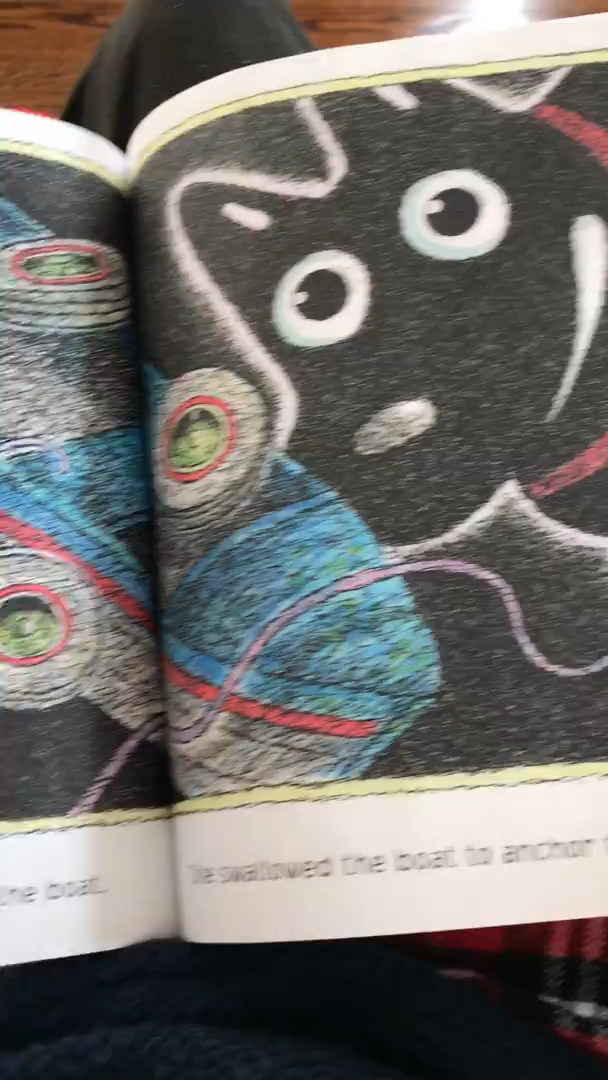 the boat.
He swallowed the boat to anchor